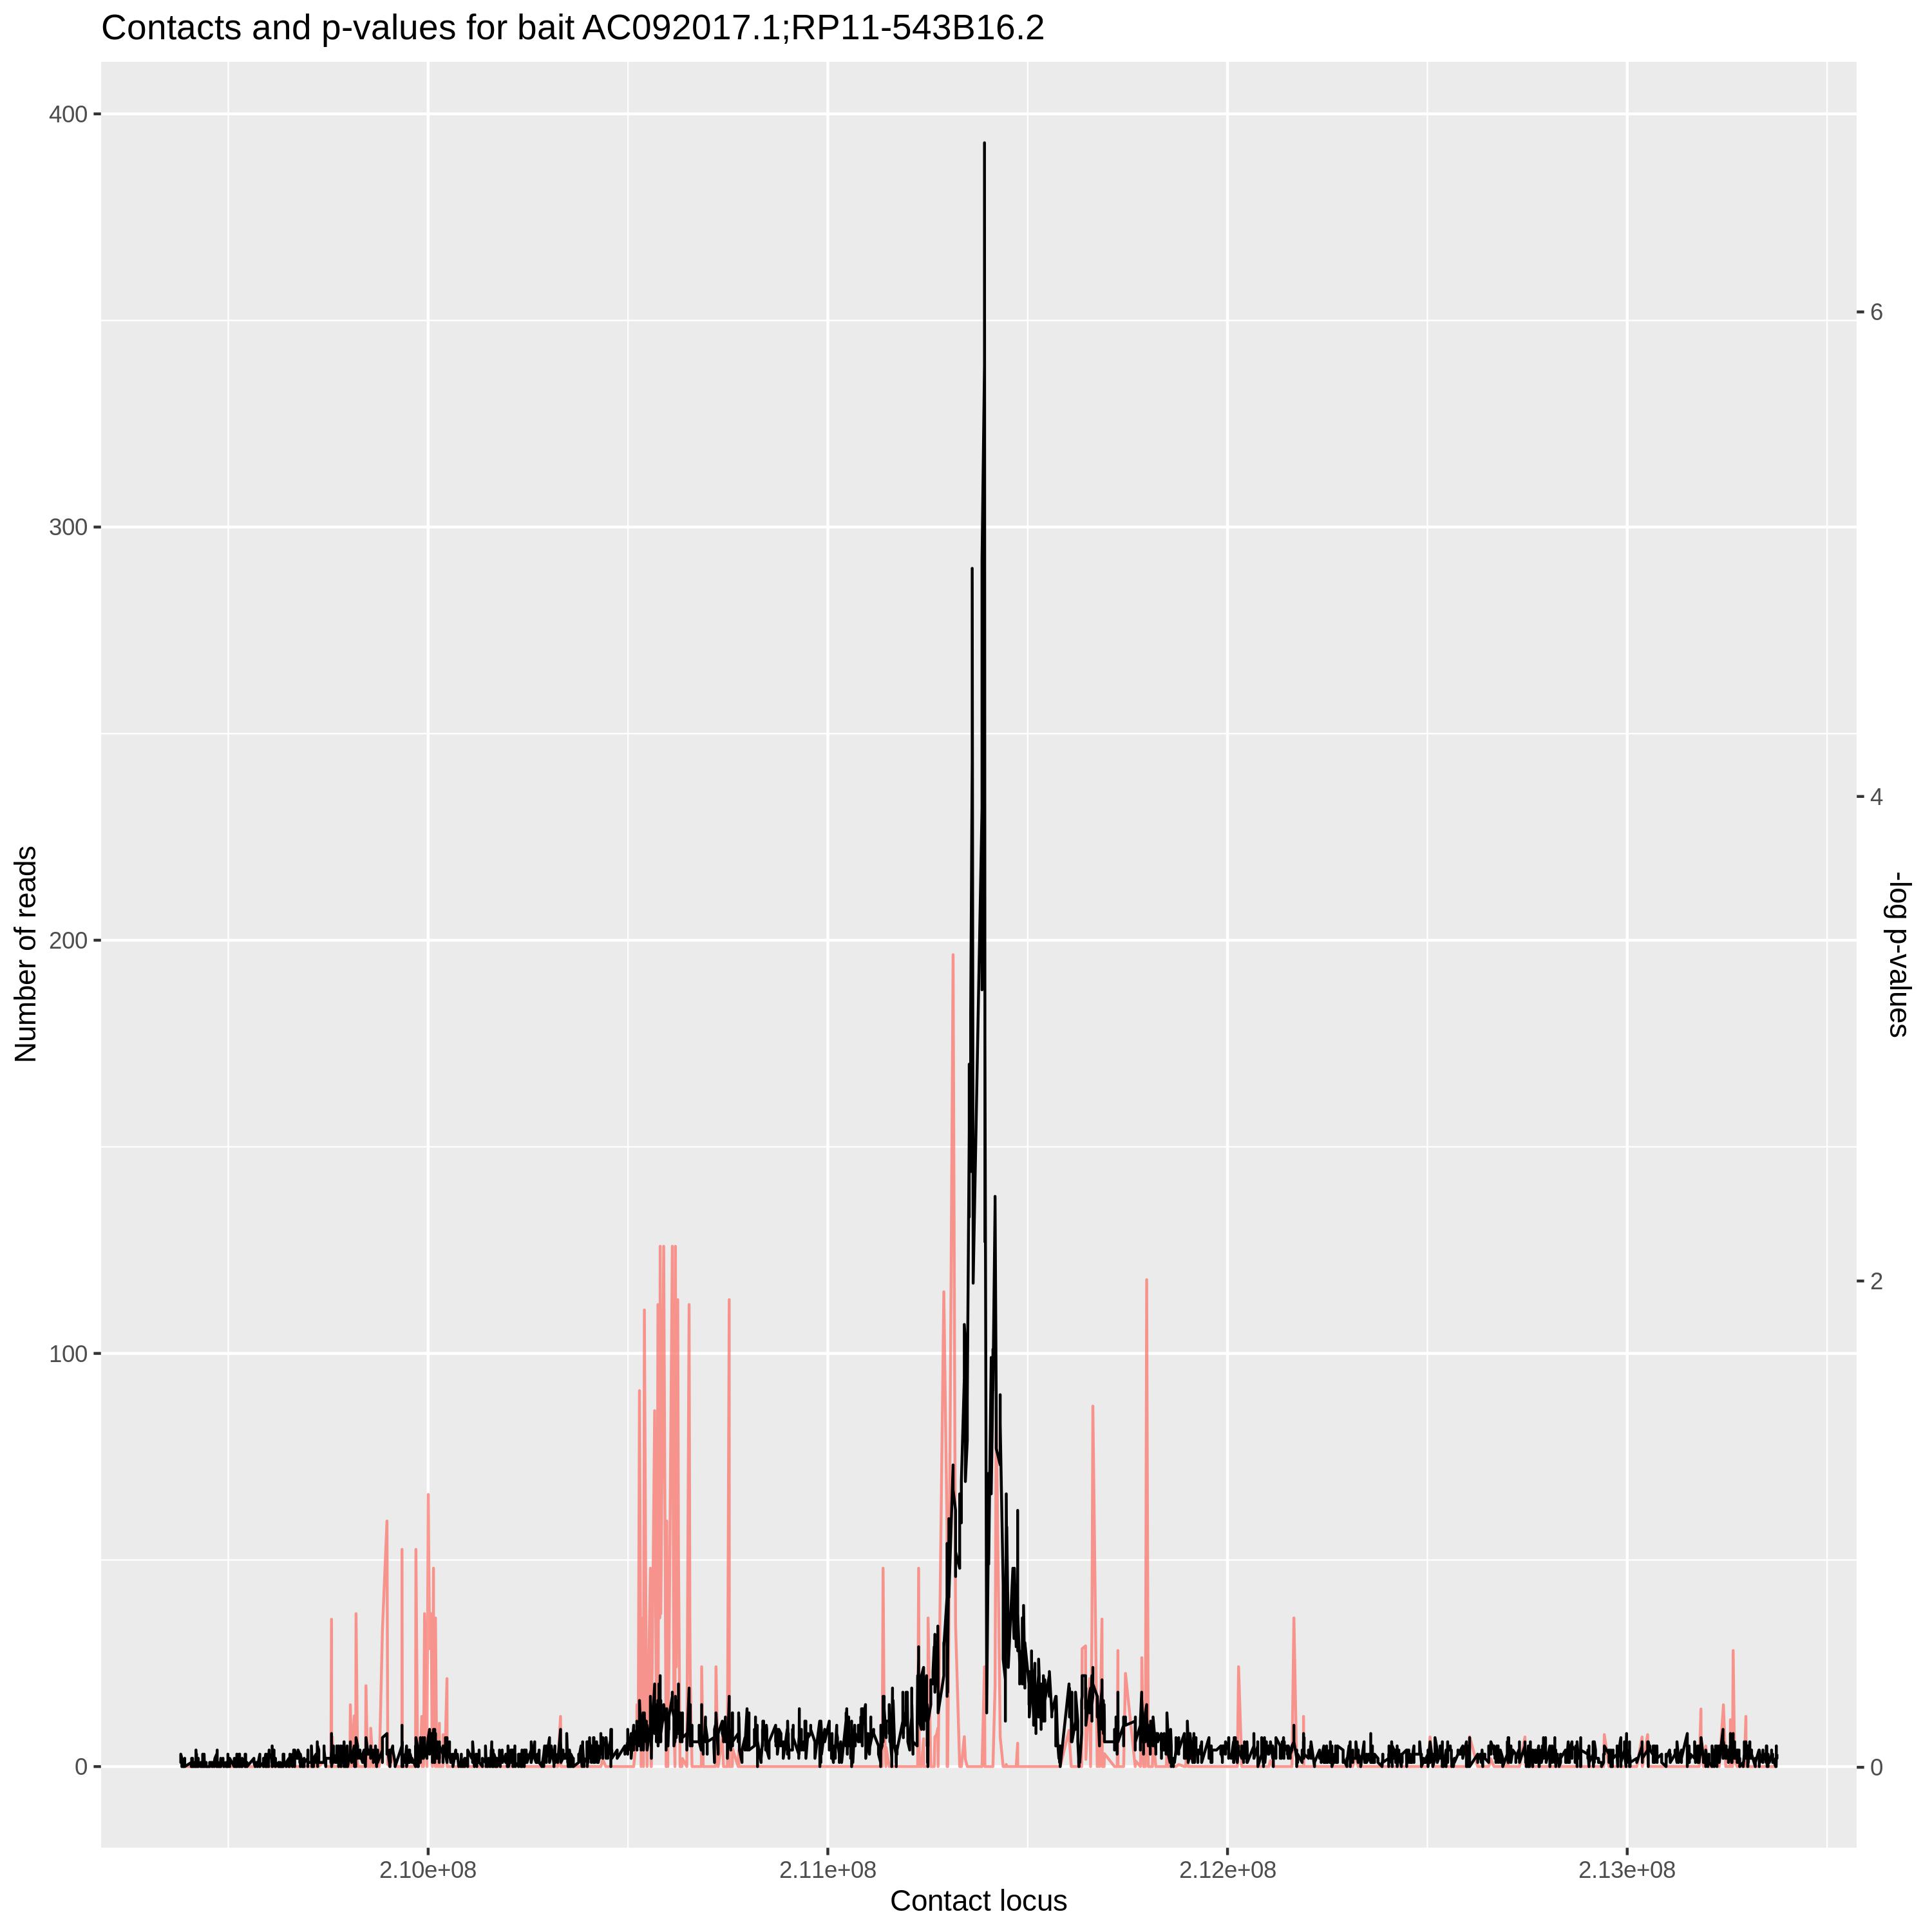 Contacts and p-values for bait AC092017.1;RP11-543B16.2
400
300
200
100
0
Number of reads
6
4
2
0
-log p-values
2.10e+08
2.11e+08
2.12e+08
2.13e+08
Contact locus